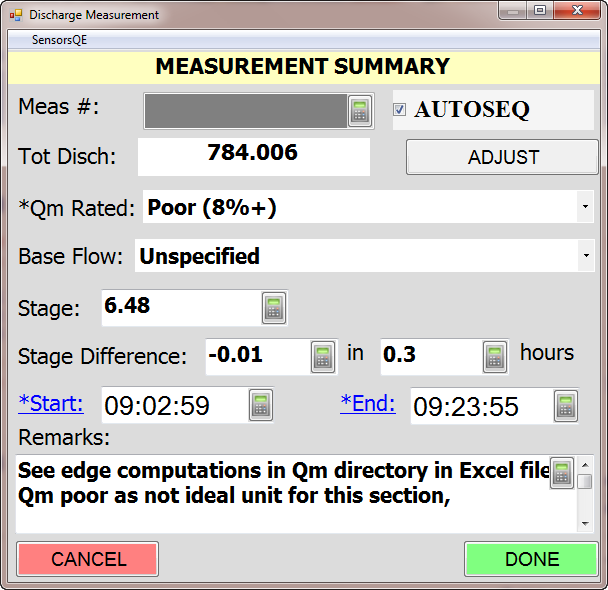 Discharge Measurement
SensorsQE
MEASUREMENT SUMMARY
Meas #:
AUTOSEQ
Tot Disch: 784.006 ADJUST
*Qm Rated: Poor (8%+)
Base Flow: Unspecified
Stage: 6.48
Stage Difference: -0.01 in 0.3 hours
*Start: 09:02:59 *End: 09:23:55
Remarks:
See edge computations in Qm directory in Excel file
Qm poor as not ideal unit for this section,
CANCEL DONE